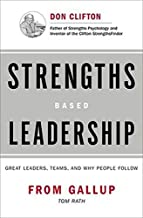 DON CLIFTON
Father of Strengths Psychology and
Inventor of the Clifton StrengthsFinder
STRENGTHS
BASED
LEADERSHIP
GREAT LEADERS, TEAMS, AND WHY PEOPLE FOLLOW
FROM GALLUP
TOM RATH